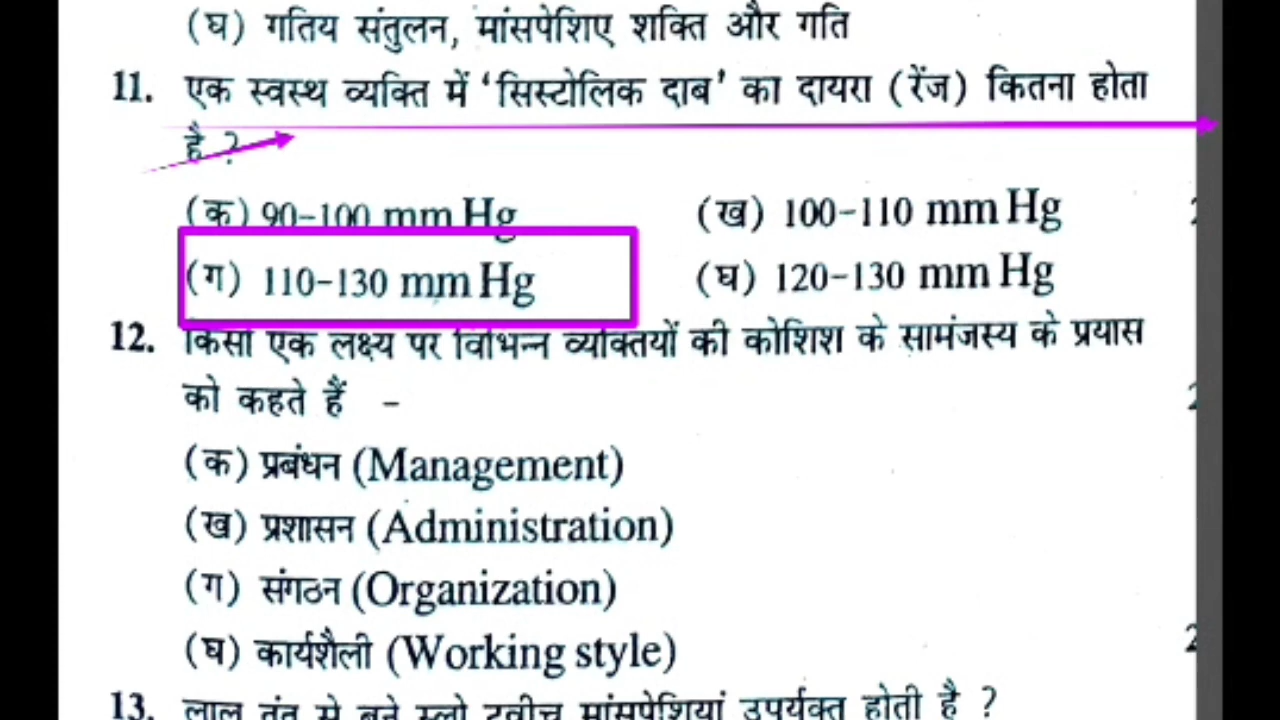 (घ) गतिय संतुलन, मांसपेशिए शक्ति और गति
11. एक स्वस्थ व्यक्ति में ‘सिस्टोलिक दाब’ का दायरा (रेंज) कितना होता
है ?
(क) 90-100 mm Hg (ख) 100-110 mm Hg
(ग) 110-130 mm Hg (घ) 120-130 mm Hg
12. किसी एक लक्ष्य पर विभिन्न व्यक्तियों की कोशिश के सामंजस्य के प्रयास
को कहते हैं -
(क) प्रबंधन (Management)
(ख) प्रशासन (Administration)
(ग) संगठन (Organization)
(घ) कार्यशैली (Working style)
13. लाल तंतु से बने स्लो ट्वीच मांसपेशियां उपर्यक्त होती है ?